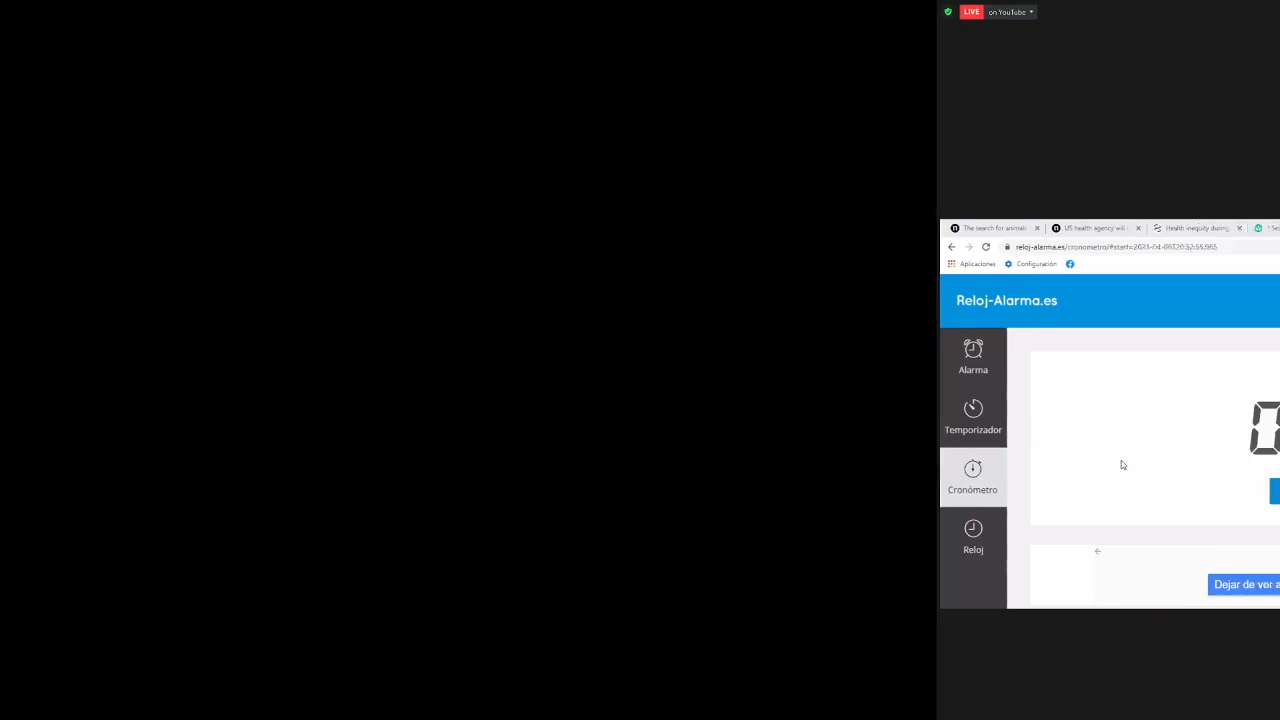 LIVE on YouTube
The search for animals
US health agency will
Health inequity during
reloj-alarma.es/cronometro/#start=
Aplicaciones Configuración
Reloj-Alarma.es
Alarma
Temporizador
0
Cronómetro
Reloj
Dejar de ver a